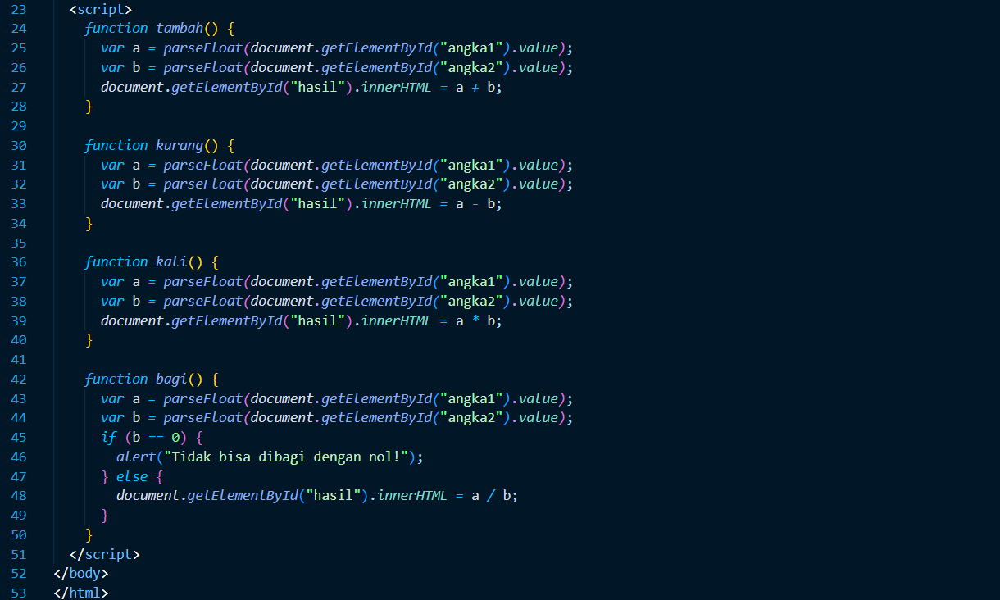 23 <script>
24 function tambah() {
25 var a = parseFloat(document.getElementById("angka1").value);
26 var b = parseFloat(document.getElementById("angka2").value);
27 document.getElementById("hasil").innerHTML = a + b;
28 }
29
30 function kurang() {
31 var a = parseFloat(document.getElementById("angka1").value);
32 var b = parseFloat(document.getElementById("angka2").value);
33 document.getElementById("hasil").innerHTML = a - b;
34 }
35
36 function kali() {
37 var a = parseFloat(document.getElementById("angka1").value);
38 var b = parseFloat(document.getElementById("angka2").value);
39 document.getElementById("hasil").innerHTML = a * b;
40 }
41
42 function bagi() {
43 var a = parseFloat(document.getElementById("angka1").value);
44 var b = parseFloat(document.getElementById("angka2").value);
45 if (b == 0) {
46 alert("Tidak bisa dibagi dengan nol!");
47 } else {
48 document.getElementById("hasil").innerHTML = a / b;
49 }
50 }
51 </script>
52 </body>
53 </html>